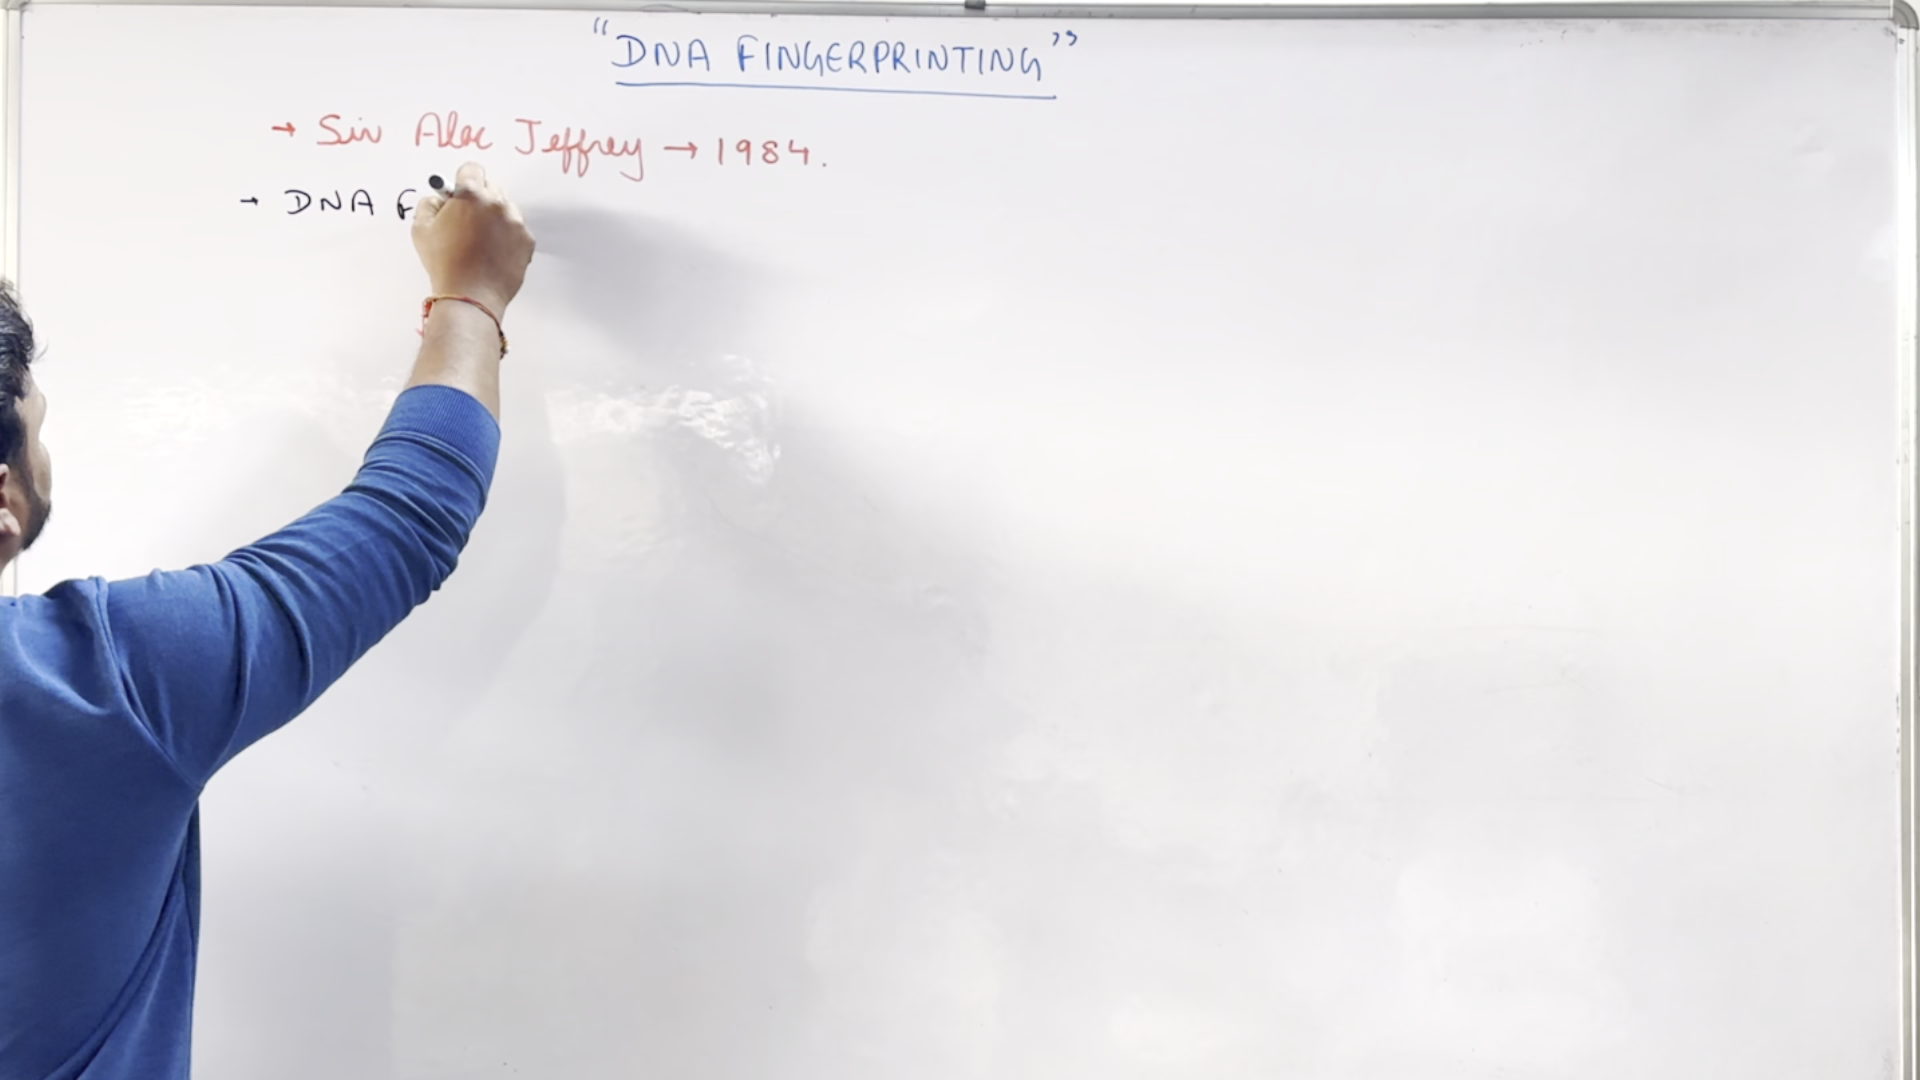 "DNA FINGERPRINTING"
→ Sir Alec Jeffrey → 1984.
→ DNA F